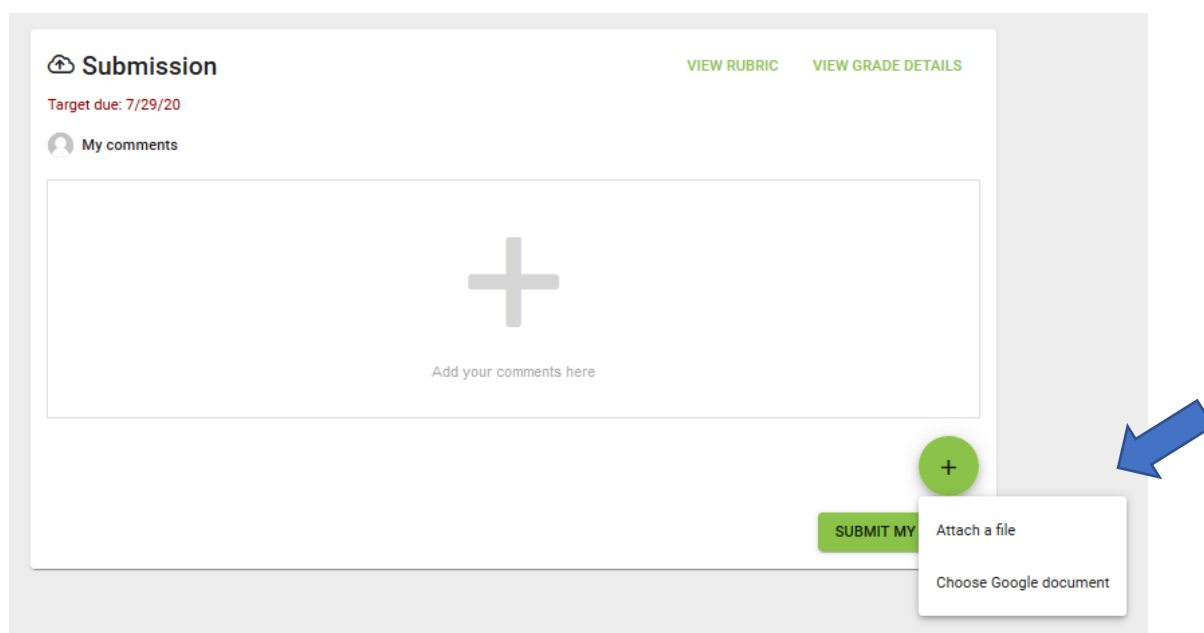 Submission
VIEW RUBRIC
VIEW GRADE DETAILS
Target due: 7/29/20
My comments
Add your comments here
+
SUBMIT MY
Attach a file
Choose Google document